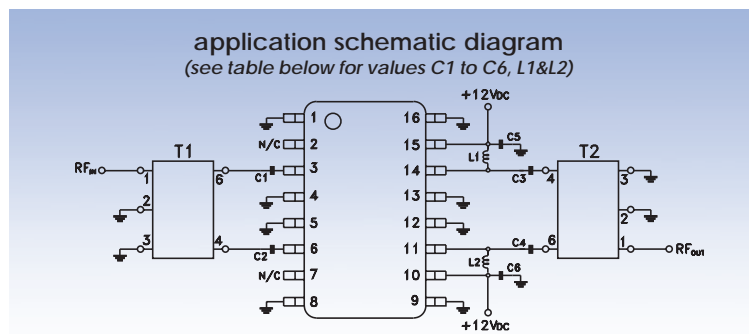 application schematic diagram
(see table below for values C1 to C6, L1&L2)
+12VDC
1 16
N/C 2 15 C5
T1 L1 T2
RFIN 1 6 C1 3 14 C3 4 3
2 4 13
5 12 2
3 4 C2 6 11 C4 6 1 RFOUT
L2
N/C 7 10 C6
8 9
+12VDC